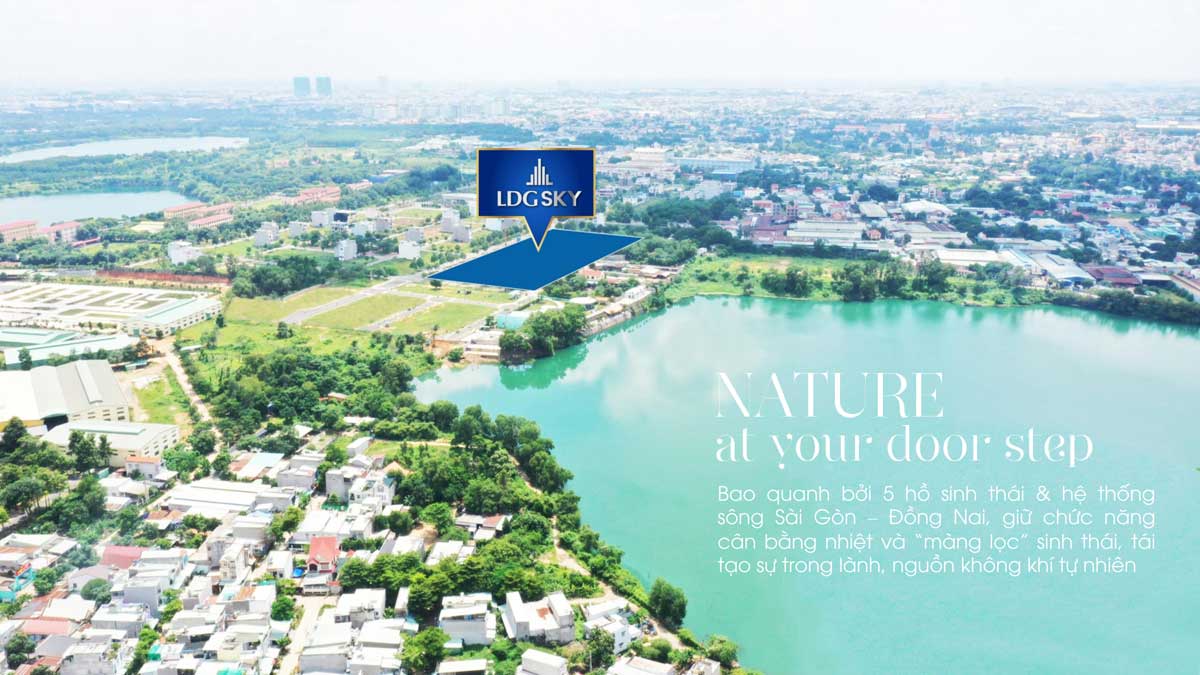 LDG SKY
NATURE
at your door step
Bao quanh bởi 5 hồ sinh thái & hệ thống
sông Sài Gòn – Đồng Nai, giữ chức năng
cân bằng nhiệt và “màng lọc” sinh thái, tái
tạo sự trong lành, nguồn không khí tự nhiên